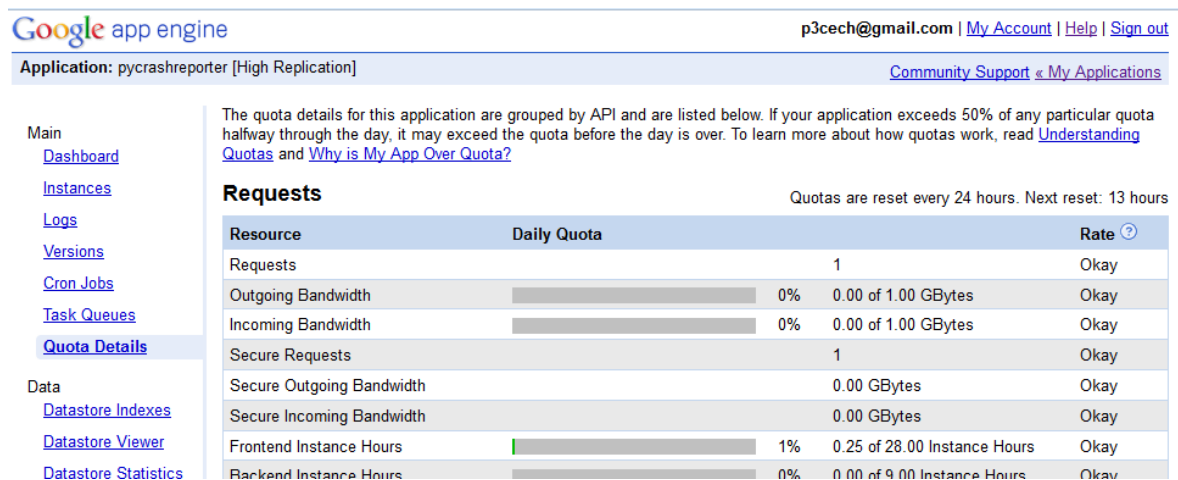 Google app engine
p3cech@gmail.com | My Account | Help | Sign out
Application: pycrashreporter [High Replication]
Community Support « My Applications
Main
Dashboard
Instances
Logs
Versions
Cron Jobs
Task Queues
Quota Details
Data
Datastore Indexes
Datastore Viewer
Datastore Statistics
The quota details for this application are grouped by API and are listed below. If your application exceeds 50% of any particular quota
halfway through the day, it may exceed the quota before the day is over. To learn more about how quotas work, read Understanding
Quotas and Why is My App Over Quota?
Requests
Quotas are reset every 24 hours. Next reset: 13 hours
Resource Daily Quota Rate ?
Requests 1 Okay
Outgoing Bandwidth 0% 0.00 of 1.00 GBytes Okay
Incoming Bandwidth 0% 0.00 of 1.00 GBytes Okay
Secure Requests 1 Okay
Secure Outgoing Bandwidth 0.00 GBytes Okay
Secure Incoming Bandwidth 0.00 GBytes Okay
Frontend Instance Hours 1% 0.25 of 28.00 Instance Hours Okay
Backend Instance Hours 0% 0.00 of 9.00 Instance Hours Okay